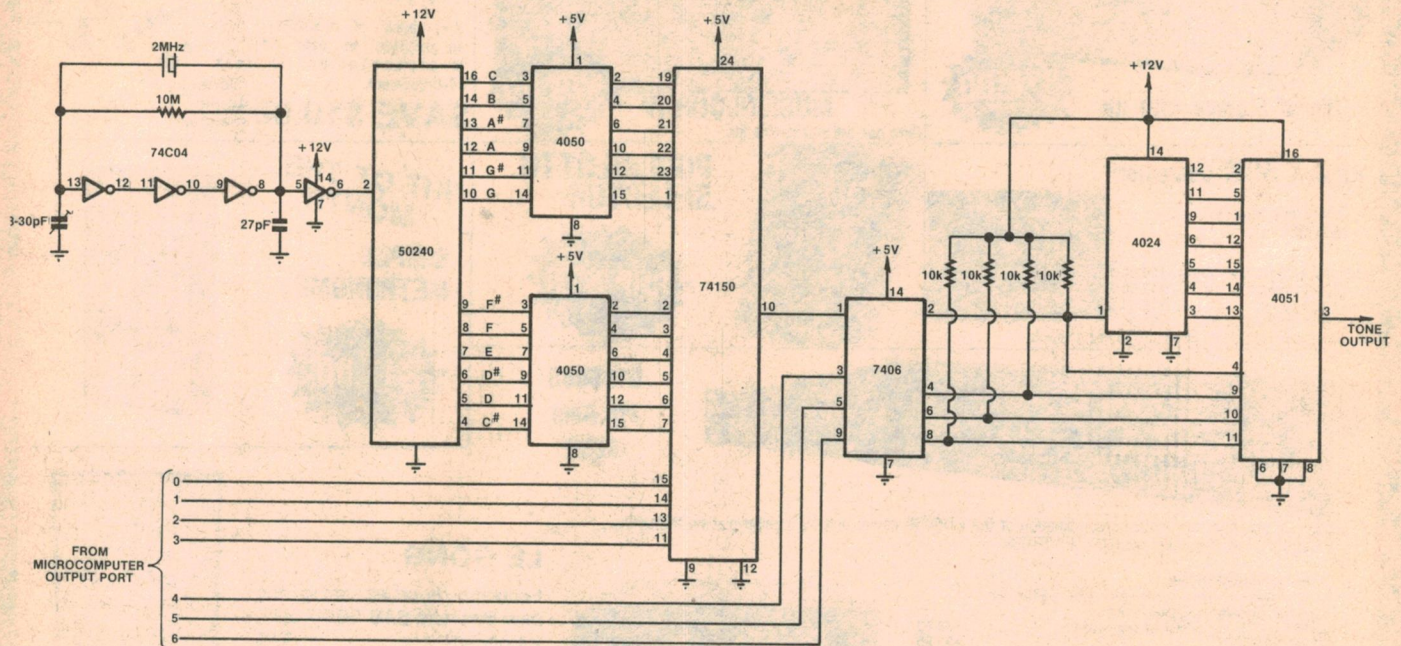 +12V
+5V
+5V
2MHz
10M
74C04
+12V
13 12 11 10 9 8 5 14 6 2
7
3-30pF
27pF
50240
16 C 3
14 B 5
13 A# 7
12 A 9
11 G# 11
10 G 14
9 F# 3
8 F 5
7 E 7
6 D# 9
5 D 11
4 C# 14
1
4050
2 19
4 20
6 21
10 22
12 23
15 1
8
+5V
1
4050
2 2
4 3
6 4
10 5
12 6
15 7
8
24
74150
10
15
14
13
11
9 12
FROM
MICROCOMPUTER
OUTPUT PORT
0
1
2
3
4
5
6
+5V
14
7406
1 2
3 4
5 6
9 8
7
10k 10k 10k 10k
+12V
14
4024
1
12 2
11 5
9 1
6 12
5 15
4 14
3 13
2 7
16
4051
4
9
10
11
6 7 8
3
TONE
OUTPUT